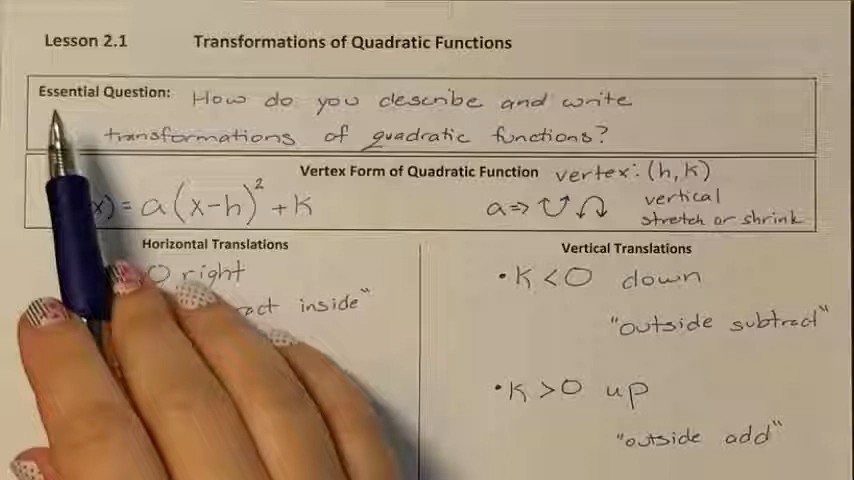 Lesson 2.1 Transformations of Quadratic Functions
Essential Question: How do you describe and write
transformations of quadratic functions?
Vertex Form of Quadratic Function vertex: (h, k)
x) = a(x-h)² + k a⇒ vertical
stretch or shrink
Horizontal Translations
0 right
act inside"
Vertical Translations
• K < 0 down
"outside subtract"
• K > 0 up
"outside add"